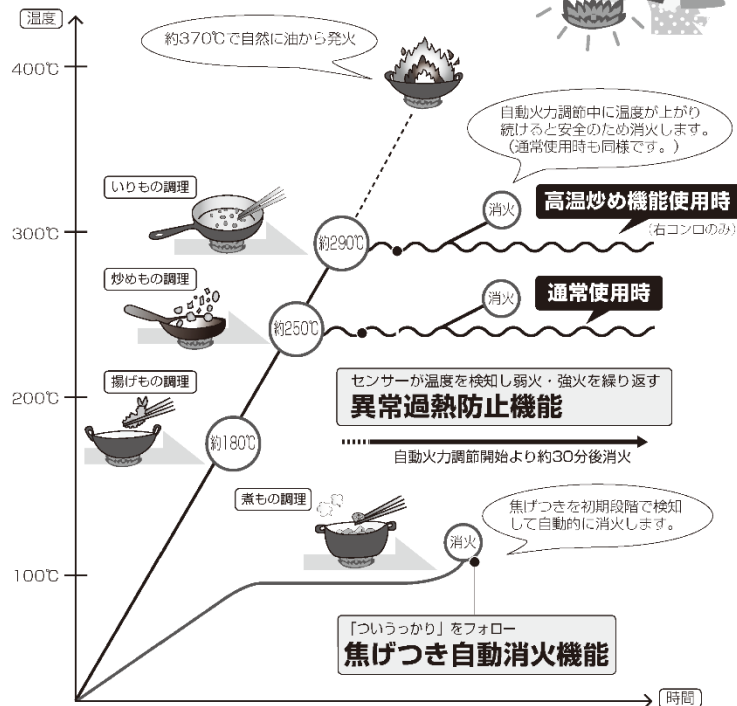 温度
400℃
300℃
200℃
100℃
約370℃で自然に油から発火
自動火力調節中に温度が上がり
続けると安全のため消火します。
(通常使用時も同様です。)
いりもの調理
約290℃
消火
高温炒め機能使用時
(右コンロのみ)
炒めもの調理
約250℃
消火
通常使用時
揚げもの調理
約180℃
センサーが温度を検知し弱火・強火を繰り返す
異常過熱防止機能
自動火力調節開始より約30分後消火
煮もの調理
消火
焦げつきを初期段階で検知
して自動的に消火します。
「ついうっかり」をフォロー
焦げつき自動消火機能
時間